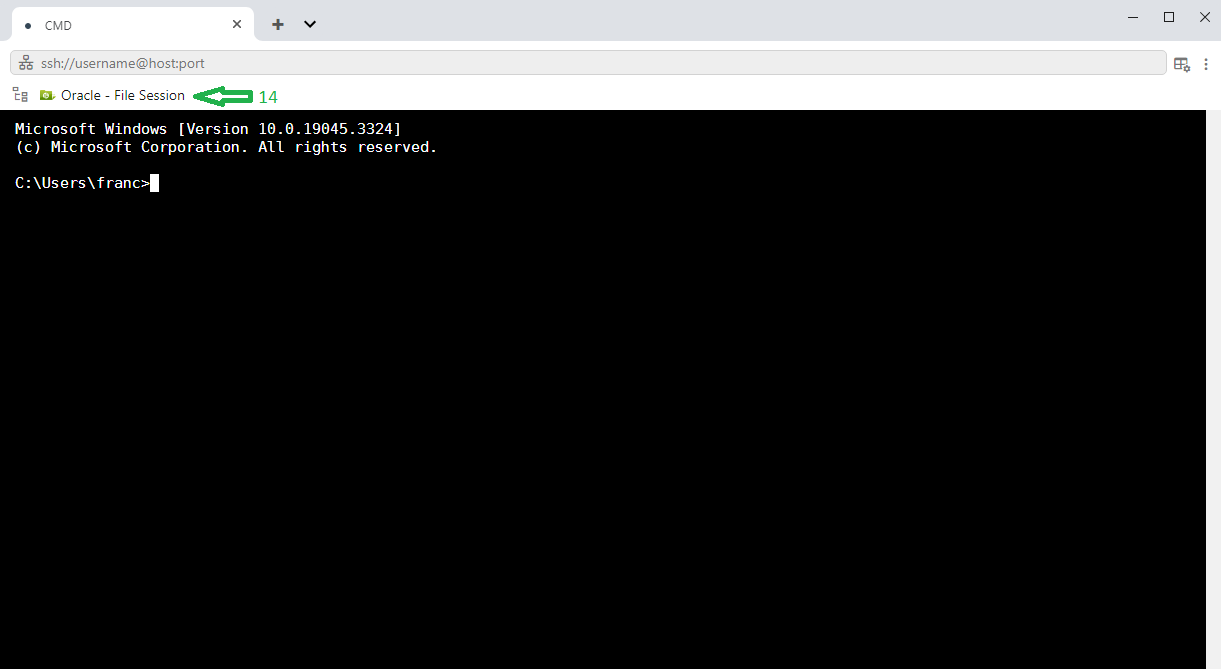 CMD
ssh://username@host:port
Oracle - File Session 14
Microsoft Windows [Version 10.0.19045.3324]
(c) Microsoft Corporation. All rights reserved.
C:\Users\franc>